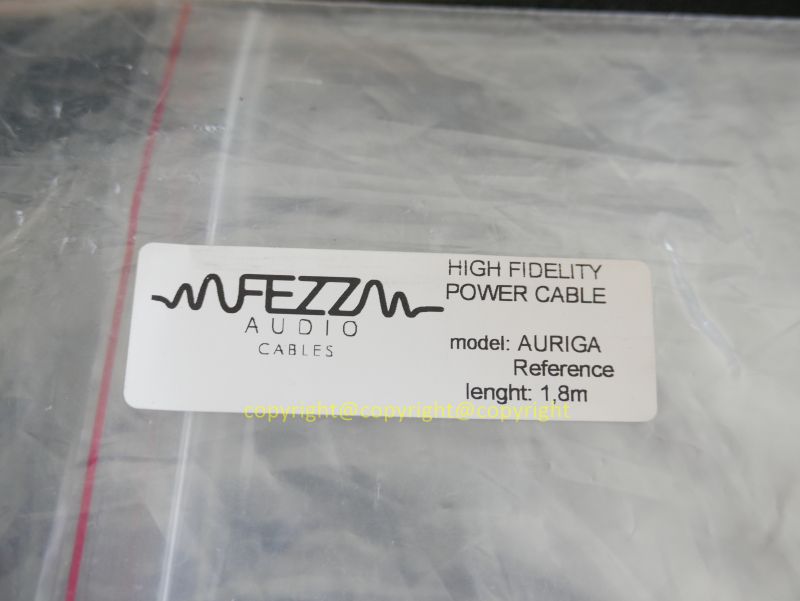 FEZZ
AUDIO
CABLES
HIGH FIDELITY
POWER CABLE
model: AURIGA
Reference
lenght: 1,8m
copyright@copyright@copyright